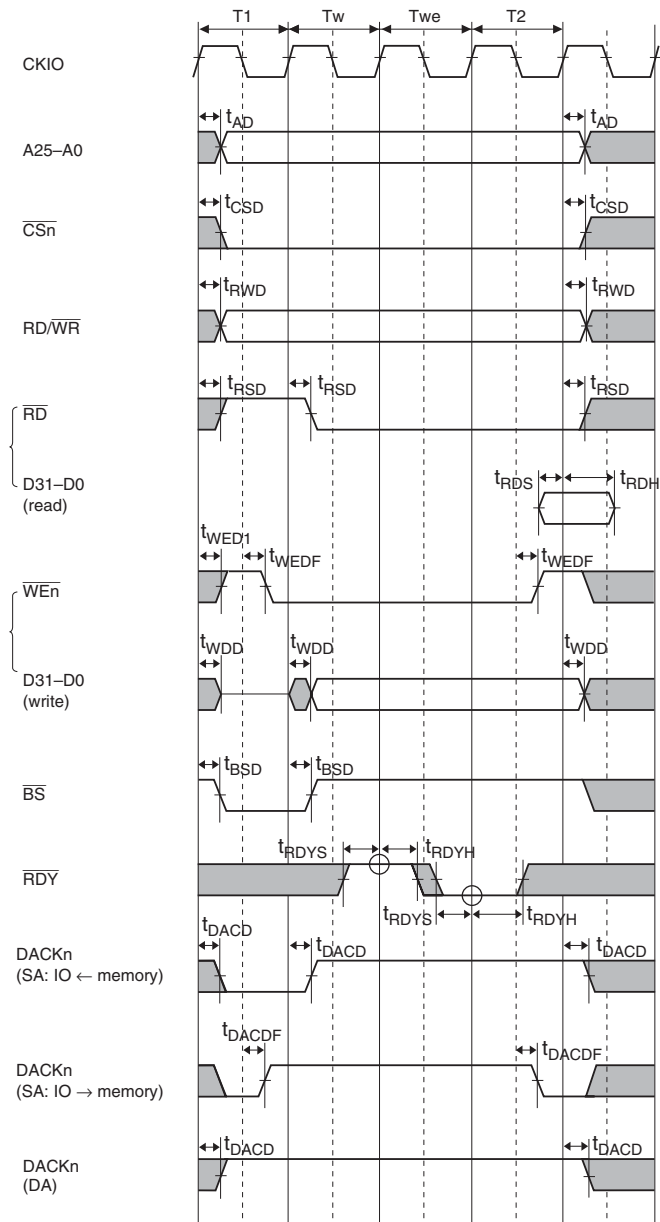 T1 Tw Twe T2
CKIO
tAD tAD
A25–A0
tCSD tCSD
CSn
tRWD tRWD
RD/WR
tRSD tRSD tRSD
RD
D31–D0
(read)
tRDS tRDH
tWED1
tWEDF tWEDF
WEn
tWDD tWDD tWDD
D31–D0
(write)
tBSD tBSD
BS
tRDYS tRDYH
RDY
tRDYS tRDYH
tDACD tDACD tDACD
DACKn
(SA: IO ← memory)
tDACDF tDACDF
DACKn
(SA: IO → memory)
tDACD tDACD
DACKn
(DA)